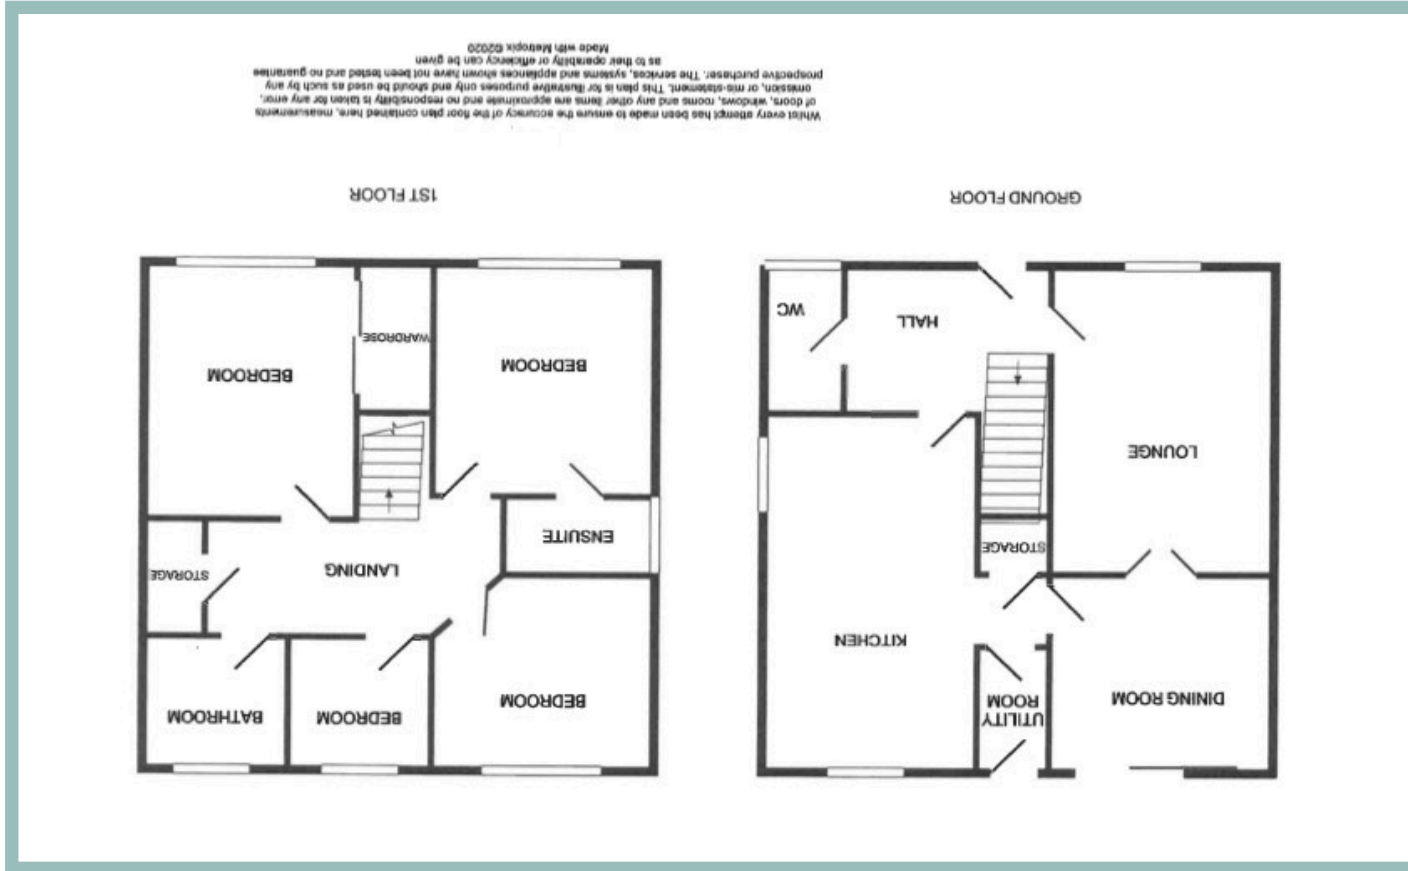 DINING ROOM
UTILITY
ROOM
KITCHEN
STORAGE
LOUNGE
HALL
WC
GROUND FLOOR
BEDROOM
BEDROOM
BATHROOM
LANDING
STORAGE
ENSUITE
BEDROOM
BEDROOM
WARDROSE
1ST FLOOR
Whilst every attempt has been made to ensure the accuracy of the floor plan contained here, measurements
of doors, windows, rooms and any other items are approximate and no responsibility is taken for any error,
omission, or mis-statement. This plan is for illustrative purposes only and should be used as such by any
prospective purchaser. The services, systems and appliances shown have not been tested and no guarantee
as to their operability or efficiency can be given
Made with Metropix ©2020